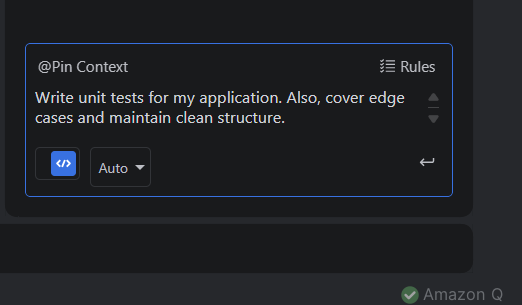 @Pin Context
Rules
Write unit tests for my application. Also, cover edge
cases and maintain clean structure.
</>
Auto
Amazon Q